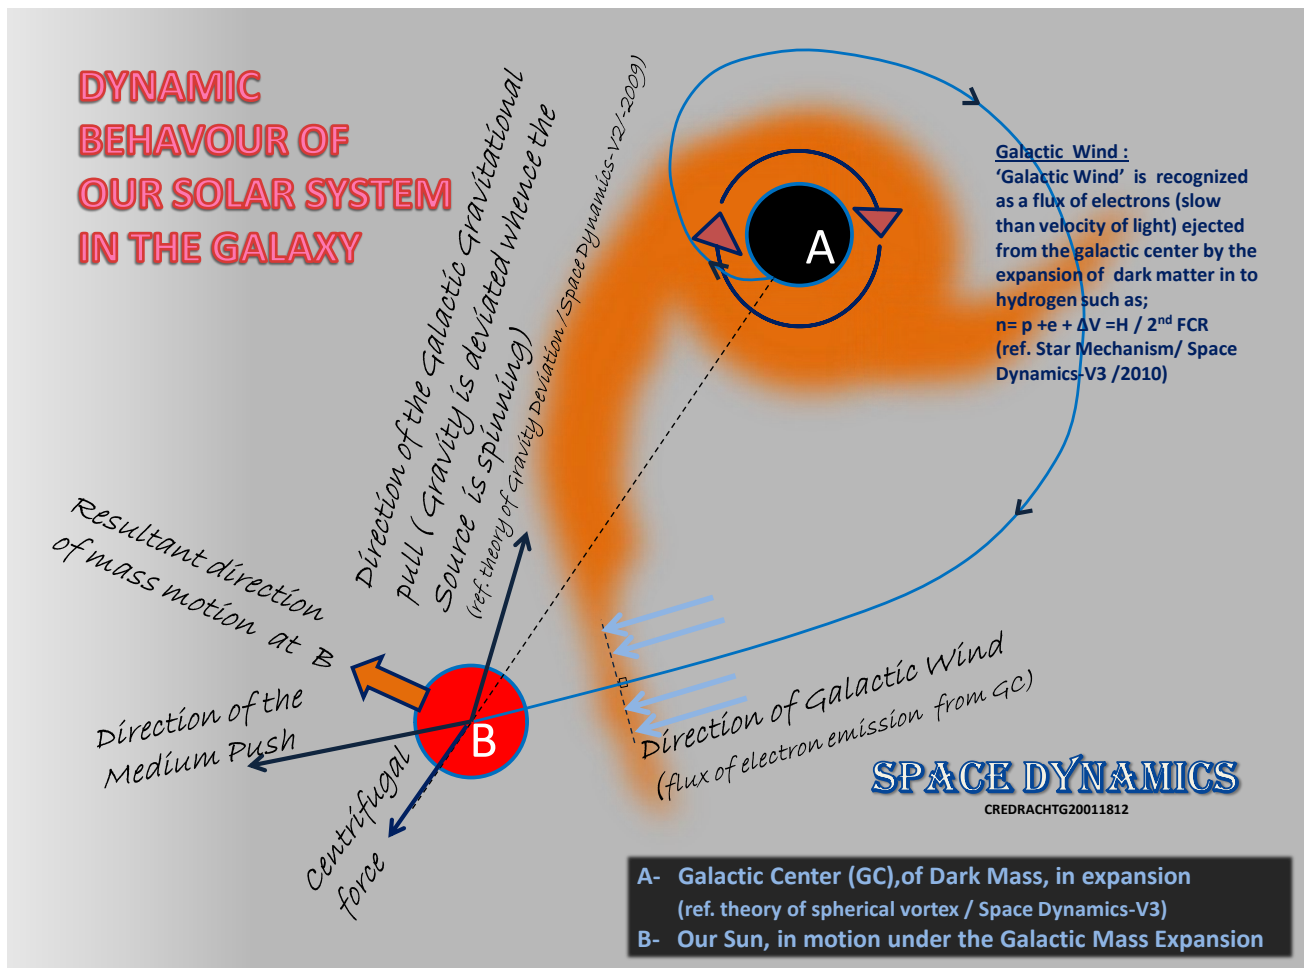 DYNAMIC
BEHAVOUR OF
OUR SOLAR SYSTEM
IN THE GALAXY
Direction of the Galactic Gravitational
pull ( Gravity is deviated whence the
Source is spinning)
(ref. theory of Gravity Deviation /Space Dynamics-V2/-2009)
A
Galactic Wind :
‘Galactic Wind’ is recognized
as a flux of electrons (slow
than velocity of light) ejected
from the galactic center by the
expansion of dark matter in to
hydrogen such as;
n= p +e + ΔV =H / 2nd FCR
(ref. Star Mechanism/ Space
Dynamics-V3 /2010)
Resultant direction
of mass motion at B
Direction of the
Medium Push
B
Centrifugal
force
Direction of Galactic Wind
(flux of electron emission from GC)
SPACE DYNAMICS
CREDRACHTG20011812
A- Galactic Center (GC),of Dark Mass, in expansion
(ref. theory of spherical vortex / Space Dynamics-V3)
B- Our Sun, in motion under the Galactic Mass Expansion